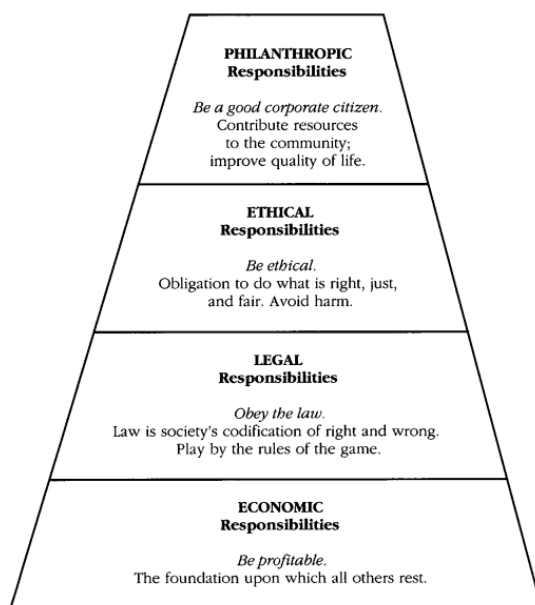 PHILANTHROPIC
Responsibilities
Be a good corporate citizen.
Contribute resources
to the community;
improve quality of life.
ETHICAL
Responsibilities
Be ethical.
Obligation to do what is right, just,
and fair. Avoid harm.
LEGAL
Responsibilities
Obey the law.
Law is society's codification of right and wrong.
Play by the rules of the game.
ECONOMIC
Responsibilities
Be profitable.
The foundation upon which all others rest.